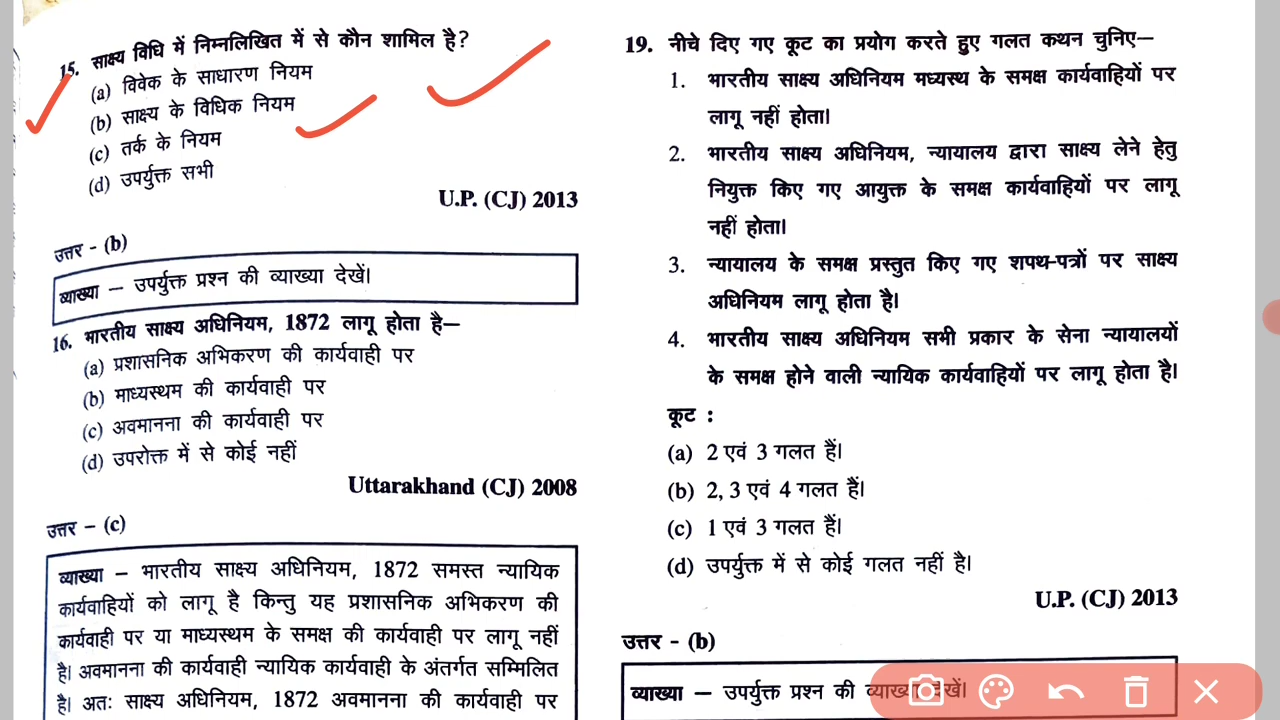 15. साक्ष्य विधि में निम्नलिखित में से कौन शामिल है?
(a) विवेक के साधारण नियम
(b) साक्ष्य के विधिक नियम
(c) तर्क के नियम
(d) उपर्युक्त सभी
U.P. (CJ) 2013
उत्तर - (b)
व्याख्या – उपर्युक्त प्रश्न की व्याख्या देखें।
16. भारतीय साक्ष्य अधिनियम, 1872 लागू होता है—
(a) प्रशासनिक अभिकरण की कार्यवाही पर
(b) माध्यस्थम की कार्यवाही पर
(c) अवमानना की कार्यवाही पर
(d) उपरोक्त में से कोई नहीं
Uttarakhand (CJ) 2008
उत्तर – (c)
व्याख्या – भारतीय साक्ष्य अधिनियम, 1872 समस्त न्यायिक
कार्यवाहियों को लागू है किन्तु यह प्रशासनिक अभिकरण की
कार्यवाही पर या माध्यस्थम के समक्ष की कार्यवाही पर लागू नहीं
है। अवमानना की कार्यवाही न्यायिक कार्यवाही के अंतर्गत सम्मिलित
है। अतः साक्ष्य अधिनियम, 1872 अवमानना की कार्यवाही पर
19. नीचे दिए गए कूट का प्रयोग करते हुए गलत कथन चुनिए—
1. भारतीय साक्ष्य अधिनियम मध्यस्थ के समक्ष कार्यवाहियों पर
लागू नहीं होता।
2. भारतीय साक्ष्य अधिनियम, न्यायालय द्वारा साक्ष्य लेने हेतु
नियुक्त किए गए आयुक्त के समक्ष कार्यवाहियों पर लागू
नहीं होता।
3. न्यायालय के समक्ष प्रस्तुत किए गए शपथ-पत्रों पर साक्ष्य
अधिनियम लागू होता है।
4. भारतीय साक्ष्य अधिनियम सभी प्रकार के सेना न्यायालयों
के समक्ष होने वाली न्यायिक कार्यवाहियों पर लागू होता है।
कूट :
(a) 2 एवं 3 गलत हैं।
(b) 2, 3 एवं 4 गलत हैं।
(c) 1 एवं 3 गलत हैं।
(d) उपर्युक्त में से कोई गलत नहीं है।
U.P. (CJ) 2013
उत्तर - (b)
व्याख्या – उपर्युक्त प्रश्न की व्याख्या देखें।